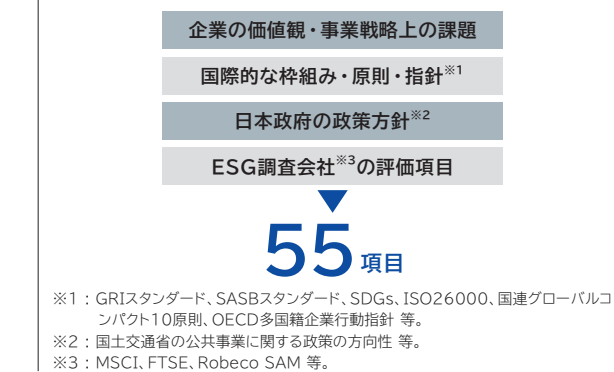 企業の価値観・事業戦略上の課題
国際的な枠組み・原則・指針※1
日本政府の政策方針※2
ESG調査会社※3の評価項目
55項目
※1：GRIスタンダード、SASBスタンダード、SDGs、ISO26000、国連グローバルコ
ンパクト10原則、OECD多国籍企業行動指針 等。
※2：国土交通省の公共事業に関する政策の方向性 等。
※3：MSCI、FTSE、Robeco SAM 等。